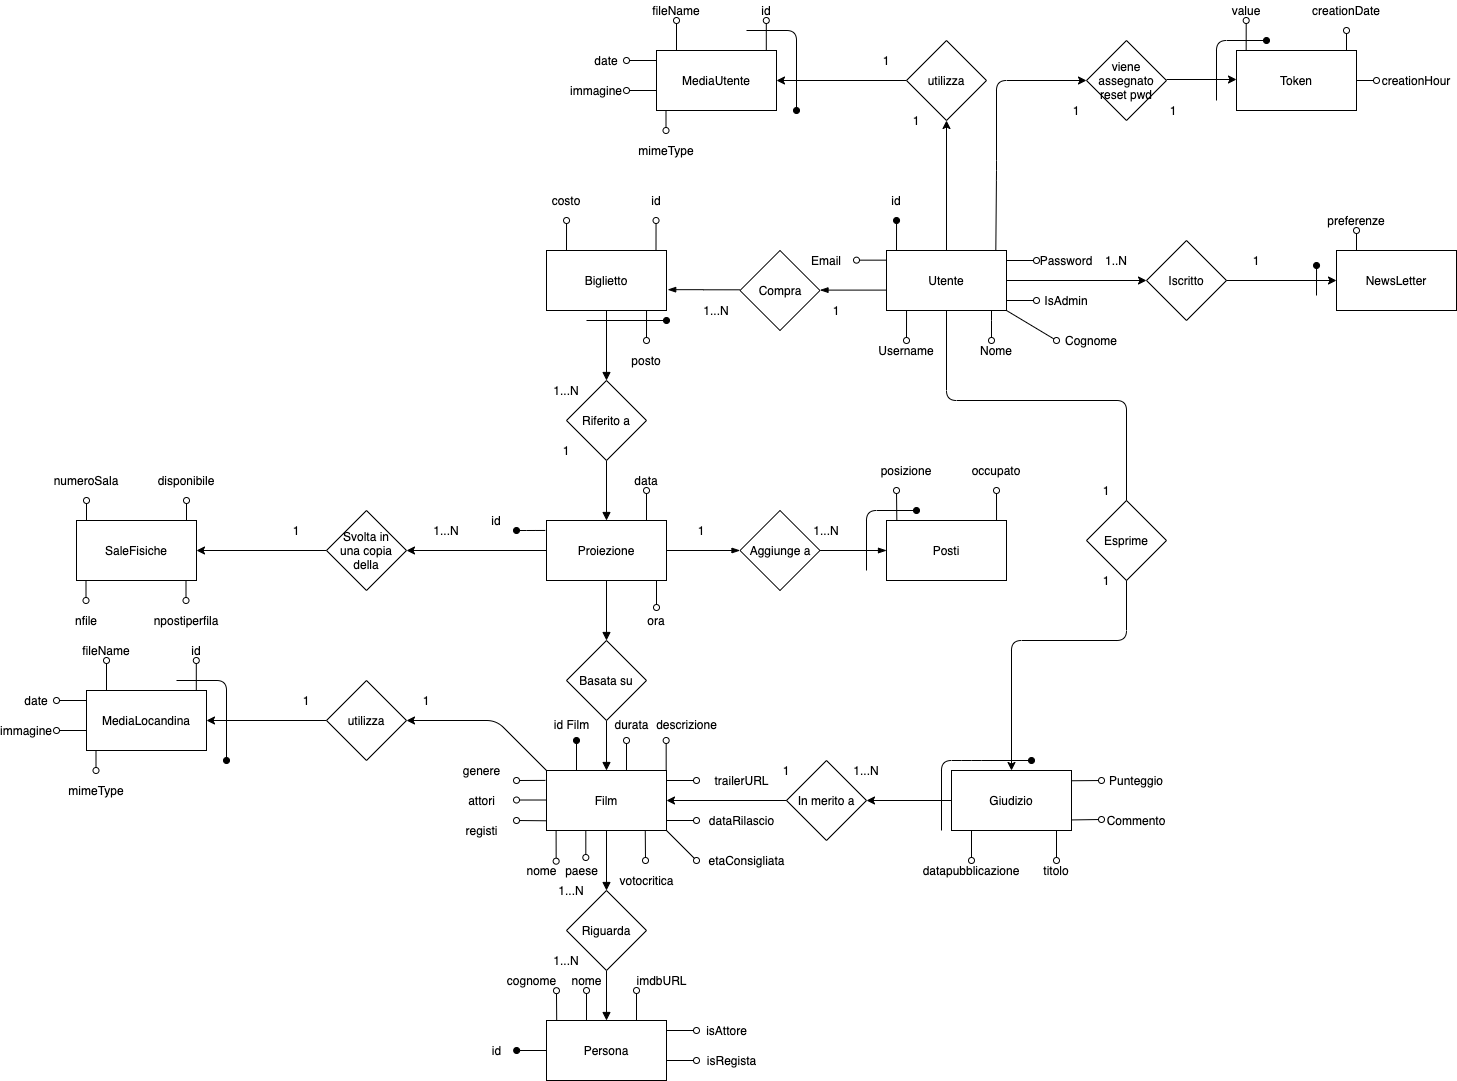 fileName
id
value
creationDate
date
immagine
MediaUtente
1
utilizza
viene
assegnato
reset pwd
Token
creationHour
1
1
1
mimeType
costo
id
id
preferenze
Email
Password
1..N
1
Biglietto
Compra
Utente
Iscritto
NewsLetter
IsAdmin
1...N
1
Username
Nome
Cognome
posto
1...N
Riferito a
1
numeroSala
disponibile
data
posizione
occupato
1
id
1
1...N
1
1...N
SaleFisiche
Svolta in
una copia
della
Proiezione
Aggiunge a
Posti
Esprime
1
nfile
npostiperfila
ora
fileName
id
Basata su
date
1
1
immagine
MediaLocandina
utilizza
id Film
durata
descrizione
mimeType
genere
attori
registi
Film
trailerURL
dataRilascio
etaConsigliata
1
1...N
In merito a
Giudizio
Punteggio
Commento
nome
paese
votocritica
datapubblicazione
titolo
1...N
Riguarda
1...N
cognome
nome
imdbURL
id
Persona
isAttore
isRegista